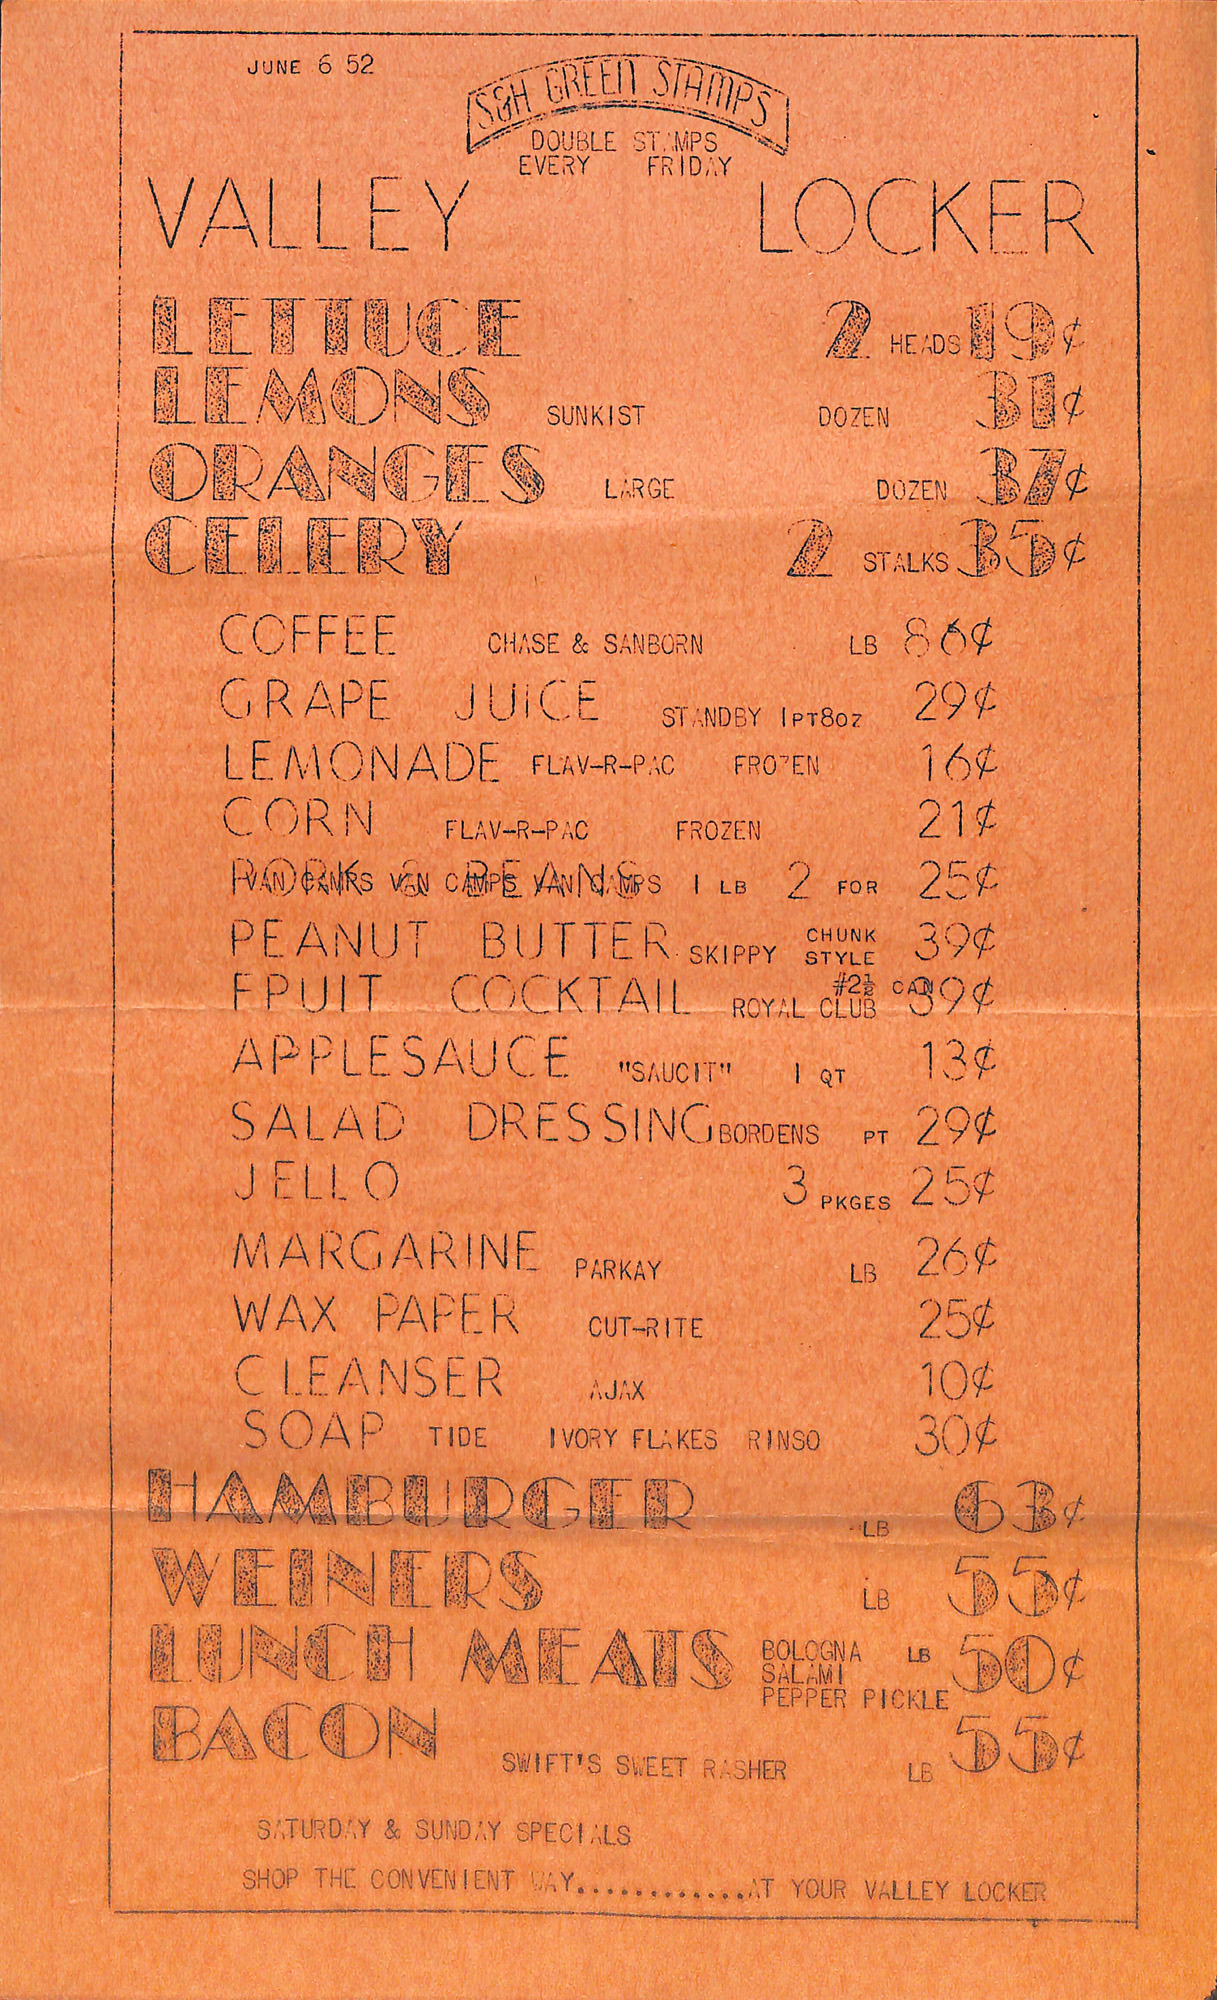 JUNE 6 52
S&H GREEN STAMPS
DOUBLE STAMPS
EVERY FRIDAY
VALLEY LOCKER
LETTUCE 2 HEADS 19¢
LEMONS SUNKIST DOZEN 31¢
ORANGES LARGE DOZEN 37¢
CELERY 2 STALKS 35¢
COFFEE CHASE & SANBORN LB 86¢
GRAPE JUICE STANDBY 1PT8OZ 29¢
LEMONADE FLAV-R-PAC FROZEN 16¢
CORN FLAV-R-PAC FROZEN 21¢
PORK & BEANS VAN CAMPS VAN CAMPS VAN CAMPS 1 LB 2 FOR 25¢
PEANUT BUTTER SKIPPY CHUNK STYLE 39¢
FRUIT COCKTAIL ROYAL CLUB #2½ CAN 39¢
APPLESAUCE "SAUCIT" 1 QT 13¢
SALAD DRESSING BORDENS PT 29¢
JELLO 3 PKGES 25¢
MARGARINE PARKAY LB 26¢
WAX PAPER CUT-RITE 25¢
CLEANSER AJAX 10¢
SOAP TIDE IVORY FLAKES RINSO 30¢
HAMBURGER LB 63¢
WEINERS LB 55¢
LUNCH MEATS BOLOGNA LB 50¢
SALAMI
PEPPER PICKLE
BACON SWIFT'S SWEET RASHER LB 55¢
SATURDAY & SUNDAY SPECIALS
SHOP THE CONVENIENT WAY.............AT YOUR VALLEY LOCKER